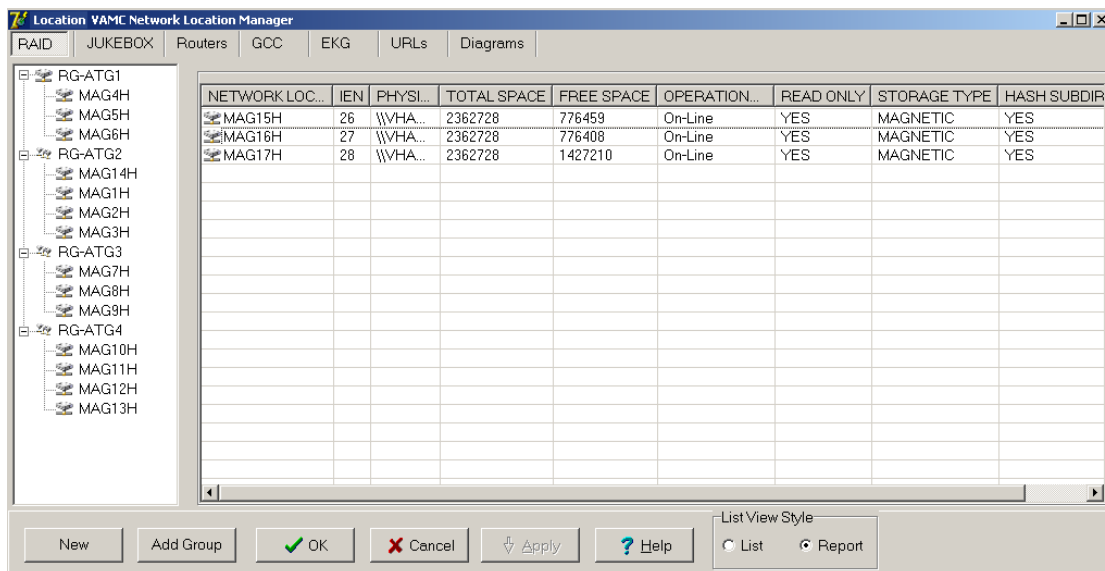 Location VAMC Network Location Manager
RAID JUKEBOX Routers GCC EKG URLs Diagrams
RG-ATG1
MAG4H
MAG5H
MAG6H
RG-ATG2
MAG14H
MAG1H
MAG2H
MAG3H
RG-ATG3
MAG7H
MAG8H
MAG9H
RG-ATG4
MAG10H
MAG11H
MAG12H
MAG13H
NETWORK LOC... IEN PHYSI... TOTAL SPACE FREE SPACE OPERATION... READ ONLY STORAGE TYPE HASH SUBDIR
MAG15H 26 \\VHA... 2362728 776459 On-Line YES MAGNETIC YES
MAG16H 27 \\VHA... 2362728 776408 On-Line YES MAGNETIC YES
MAG17H 28 \\VHA... 2362728 1427210 On-Line YES MAGNETIC YES
New Add Group OK Cancel Apply Help
List View Style
List Report